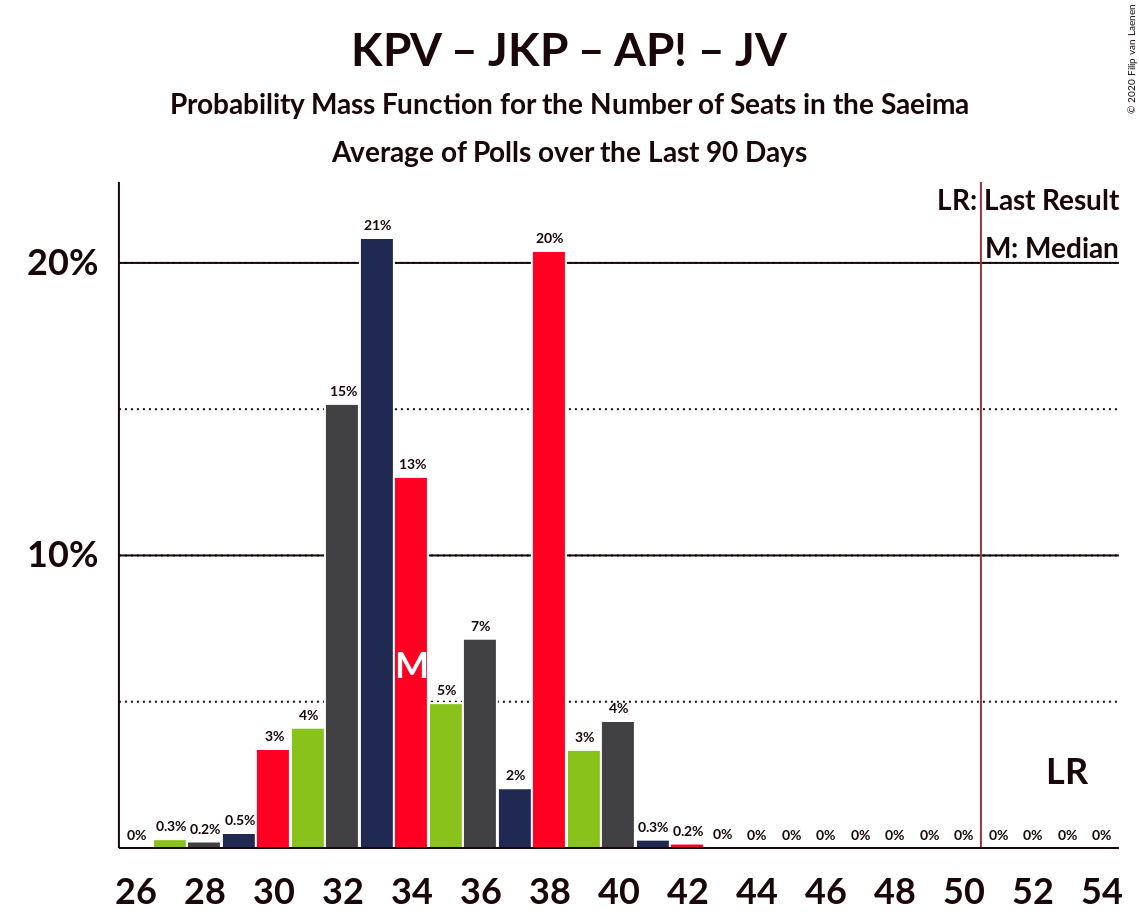 KPV – JKP – AP! – JV
Probability Mass Function for the Number of Seats in the Saeima
Average of Polls over the Last 90 Days
© 2020 Filip van Laenen
LR: Last Result
M: Median
20%
10%
0% 0.3% 0.2% 0.5% 3% 4% 15% 21% 13% 5% 7% 2% 20% 3% 4% 0.3% 0.2% 0% 0% 0% 0% 0% 0% 0% 0% 0% 0% 0% 0%
M
LR
26 28 30 32 34 36 38 40 42 44 46 48 50 52 54